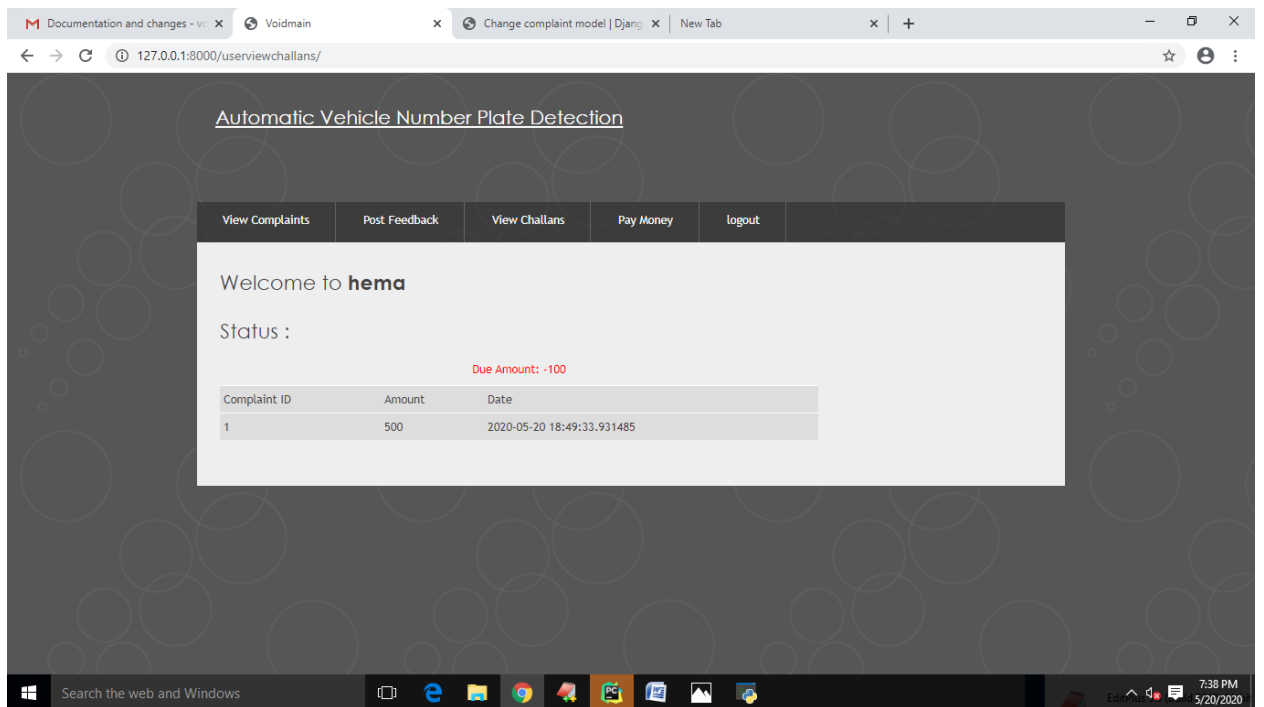 Documentation and changes - vo
Voidmain
Change complaint model | Djang
New Tab
127.0.0.1:8000/userviewchallans/
Automatic Vehicle Number Plate Detection
View Complaints Post Feedback View Challans Pay Money logout
Welcome to hema
Status :
Due Amount: -100
Complaint ID Amount Date
1 500 2020-05-20 18:49:33.931485
Search the web and Windows
7:38 PM
5/20/2020